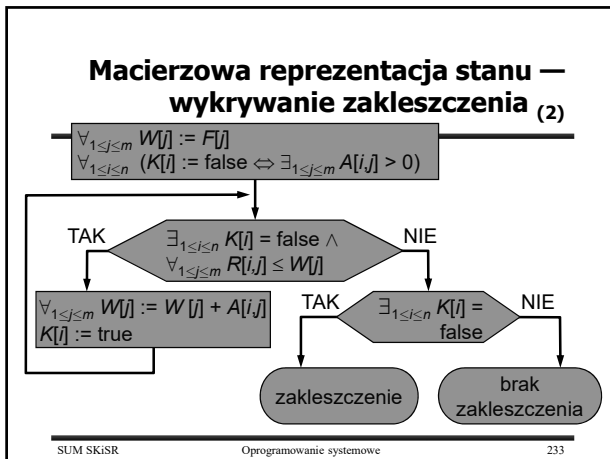 Macierzowa reprezentacja stanu —
wykrywanie zakleszczenia (2)
∀1≤j≤m W[j] := F[j]
∀1≤i≤n (K[i] := false ⇔ ∃1≤j≤m A[i,j] > 0)
TAK
∃1≤i≤n K[i] = false ∧
∀1≤j≤m R[i,j] ≤ W[j]
NIE
∀1≤j≤m W[j] := W [j] + A[i,j]
K[i] := true
TAK
∃1≤i≤n K[i] =
false
NIE
zakleszczenie
brak
zakleszczenia
SUM SKiSR Oprogramowanie systemowe 233